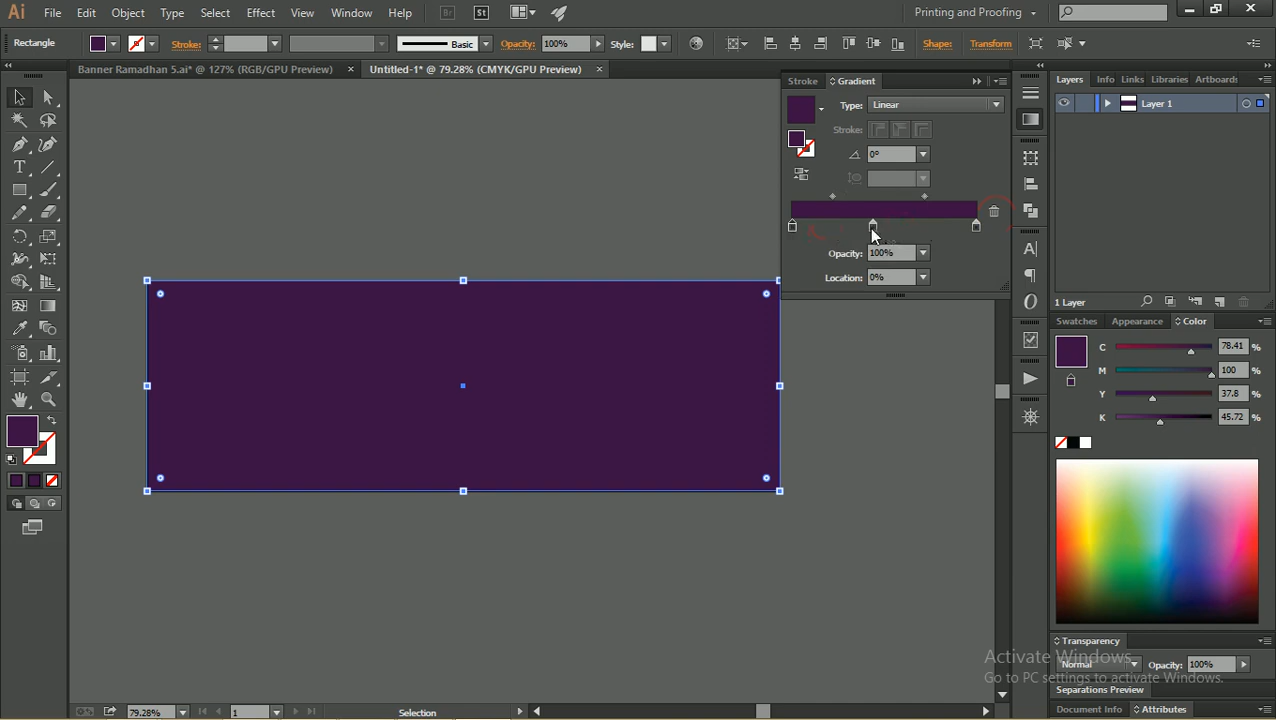 Ai File Edit Object Type Select Effect View Window Help Br St Printing and Proofing
Rectangle Stroke: Basic Opacity: 100% Style: Shape: Transform
Banner Ramadhan 5.ai* @ 127% (RGB/GPU Preview) × Untitled-1* @ 79.28% (CMYK/GPU Preview) ×
Stroke Gradient
Type: Linear
Stroke:
0°
Opacity: 100%
Location: 0%
Layers Info Links Libraries Artboards
Layer 1
1 Layer
Swatches Appearance Color
C 78.41 %
M 100 %
Y 37.8 %
K 45.72 %
Transparency
Normal Opacity: 100%
Separations Preview
Document Info Attributes
Activate Windows
Go to PC settings to activate Windows.
79.28% 1 Selection